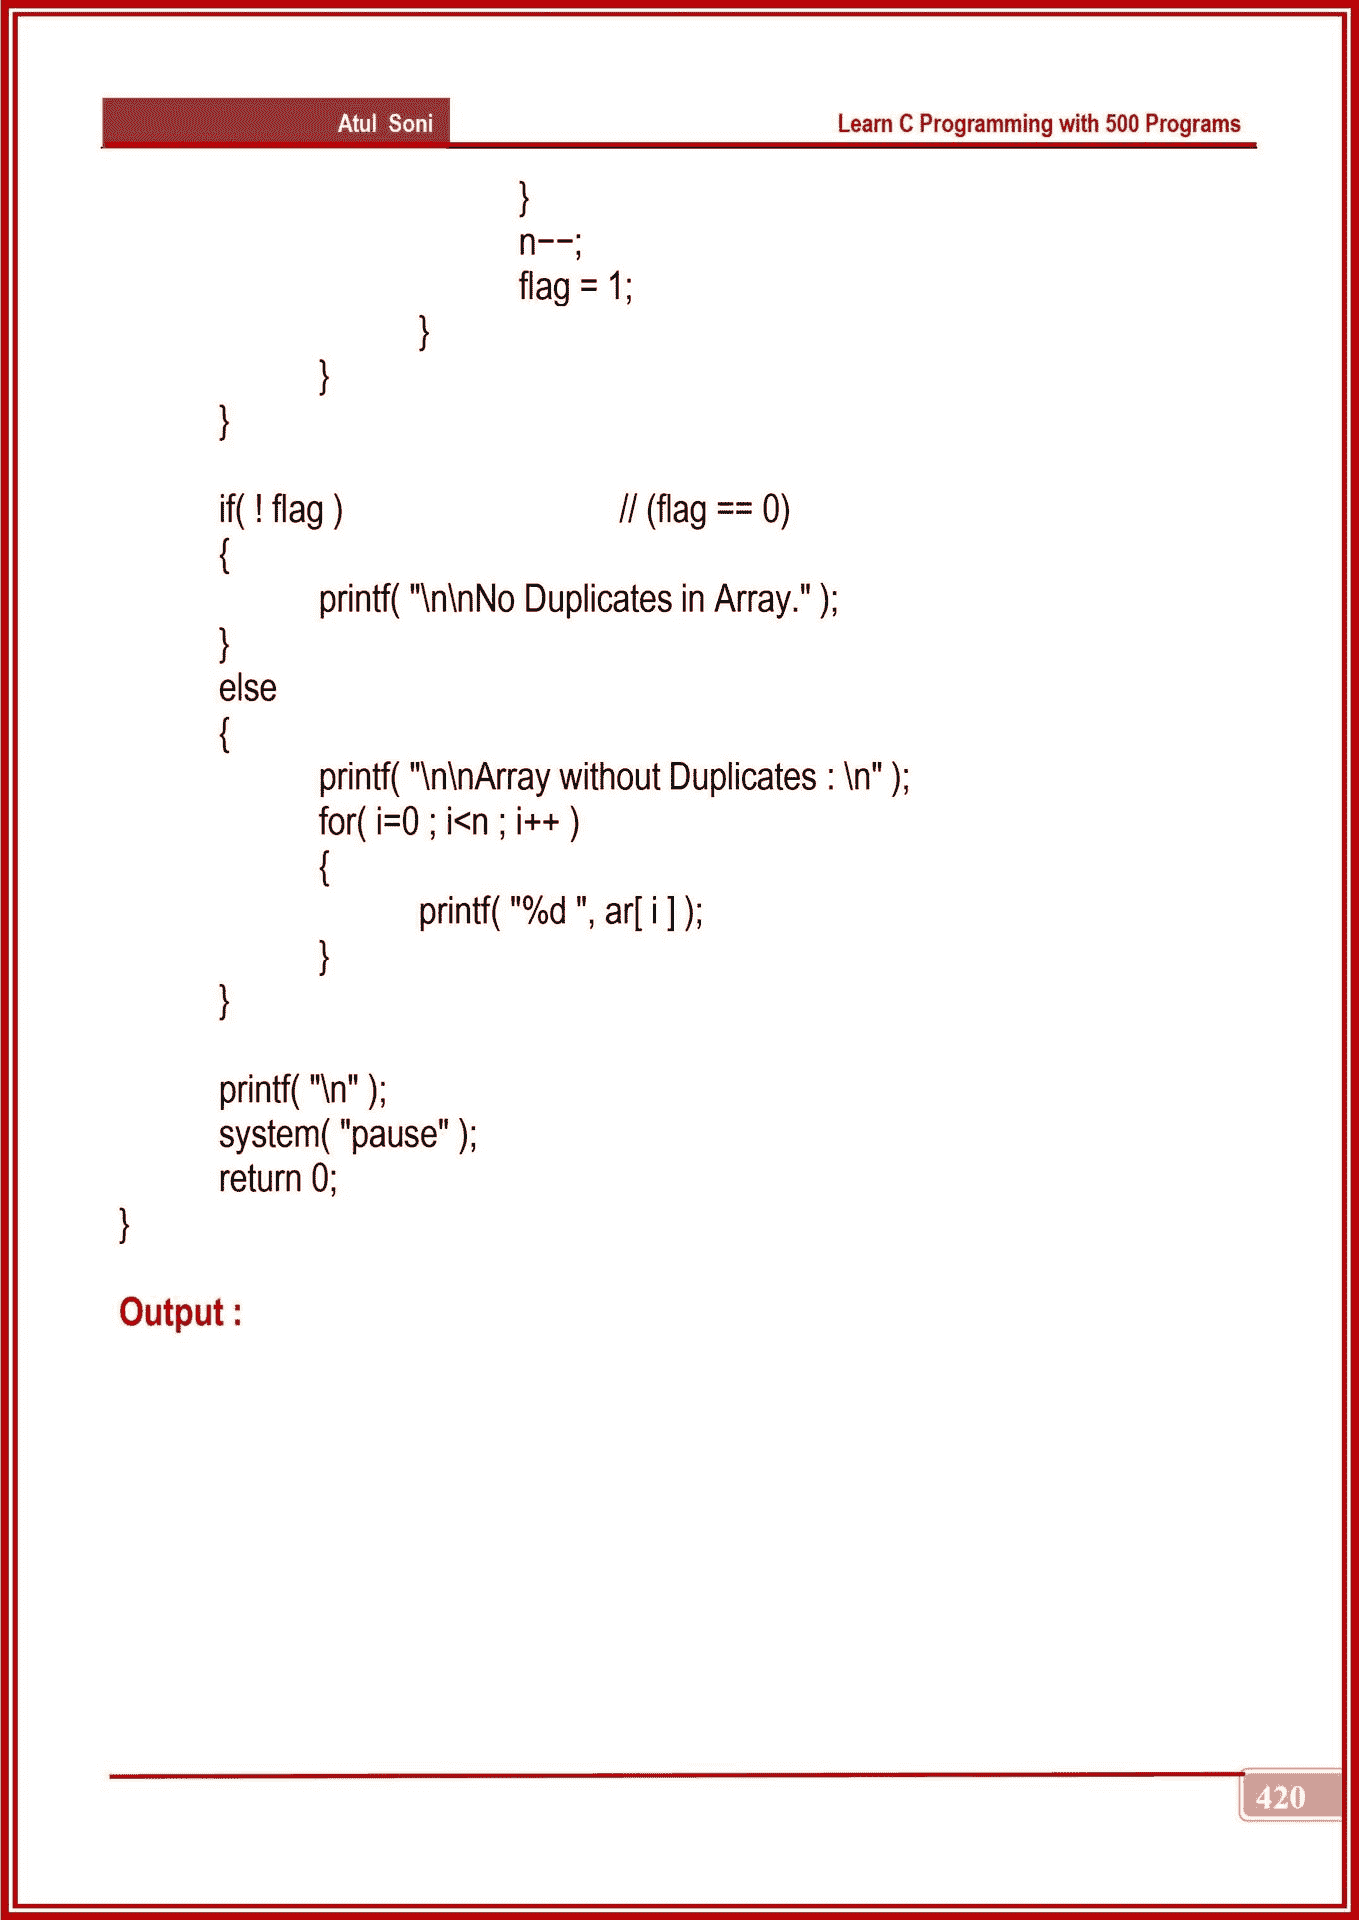 Atul Soni
Learn C Programming with 500 Programs
}
n−−;
flag = 1;
}
}
}
if( ! flag ) // (flag == 0)
{
printf( "\n\nNo Duplicates in Array." );
}
else
{
printf( "\n\nArray without Duplicates : \n" );
for( i=0 ; i<n ; i++ )
{
printf( "%d ", ar[ i ] );
}
}
printf( "\n" );
system( "pause" );
return 0;
}
Output :
420